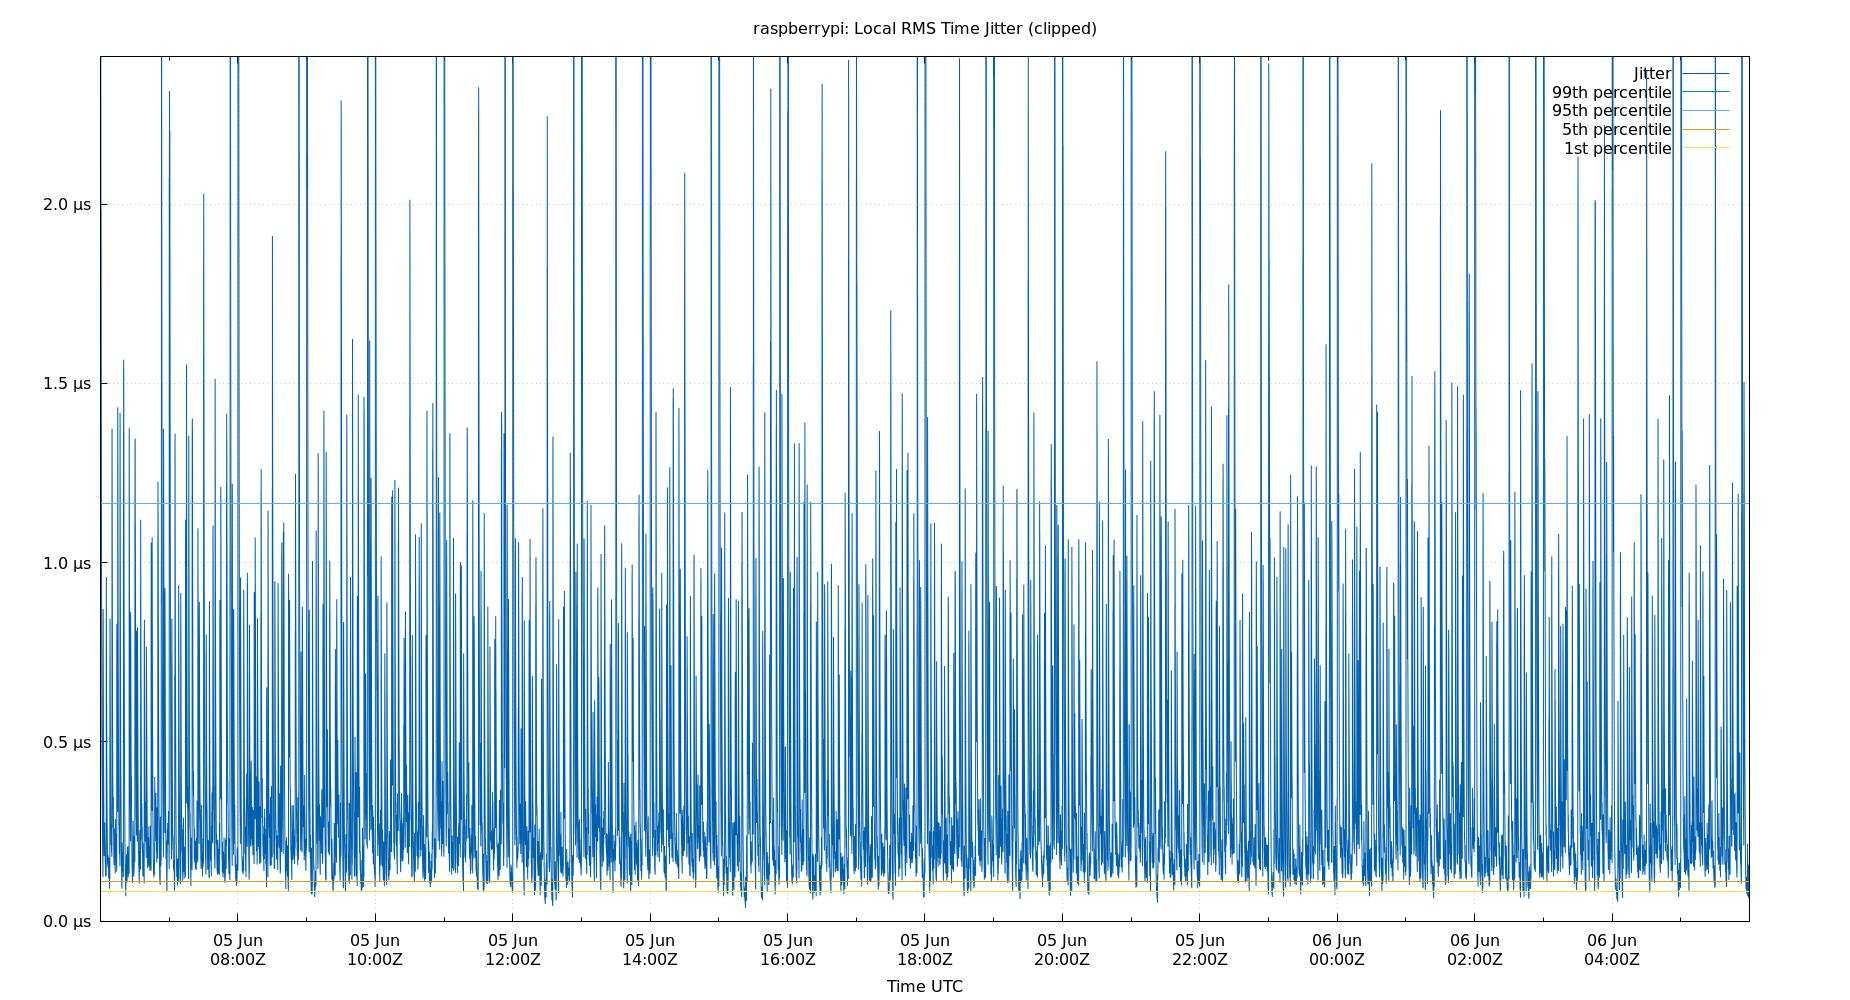 raspberrypi: Local RMS Time Jitter (clipped)
Jitter
99th percentile
95th percentile
5th percentile
1st percentile
2.0 µs
1.5 µs
1.0 µs
0.5 µs
0.0 µs
05 Jun 05 Jun 05 Jun 05 Jun 05 Jun 05 Jun 05 Jun 05 Jun 06 Jun 06 Jun 06 Jun
08:00Z 10:00Z 12:00Z 14:00Z 16:00Z 18:00Z 20:00Z 22:00Z 00:00Z 02:00Z 04:00Z
Time UTC